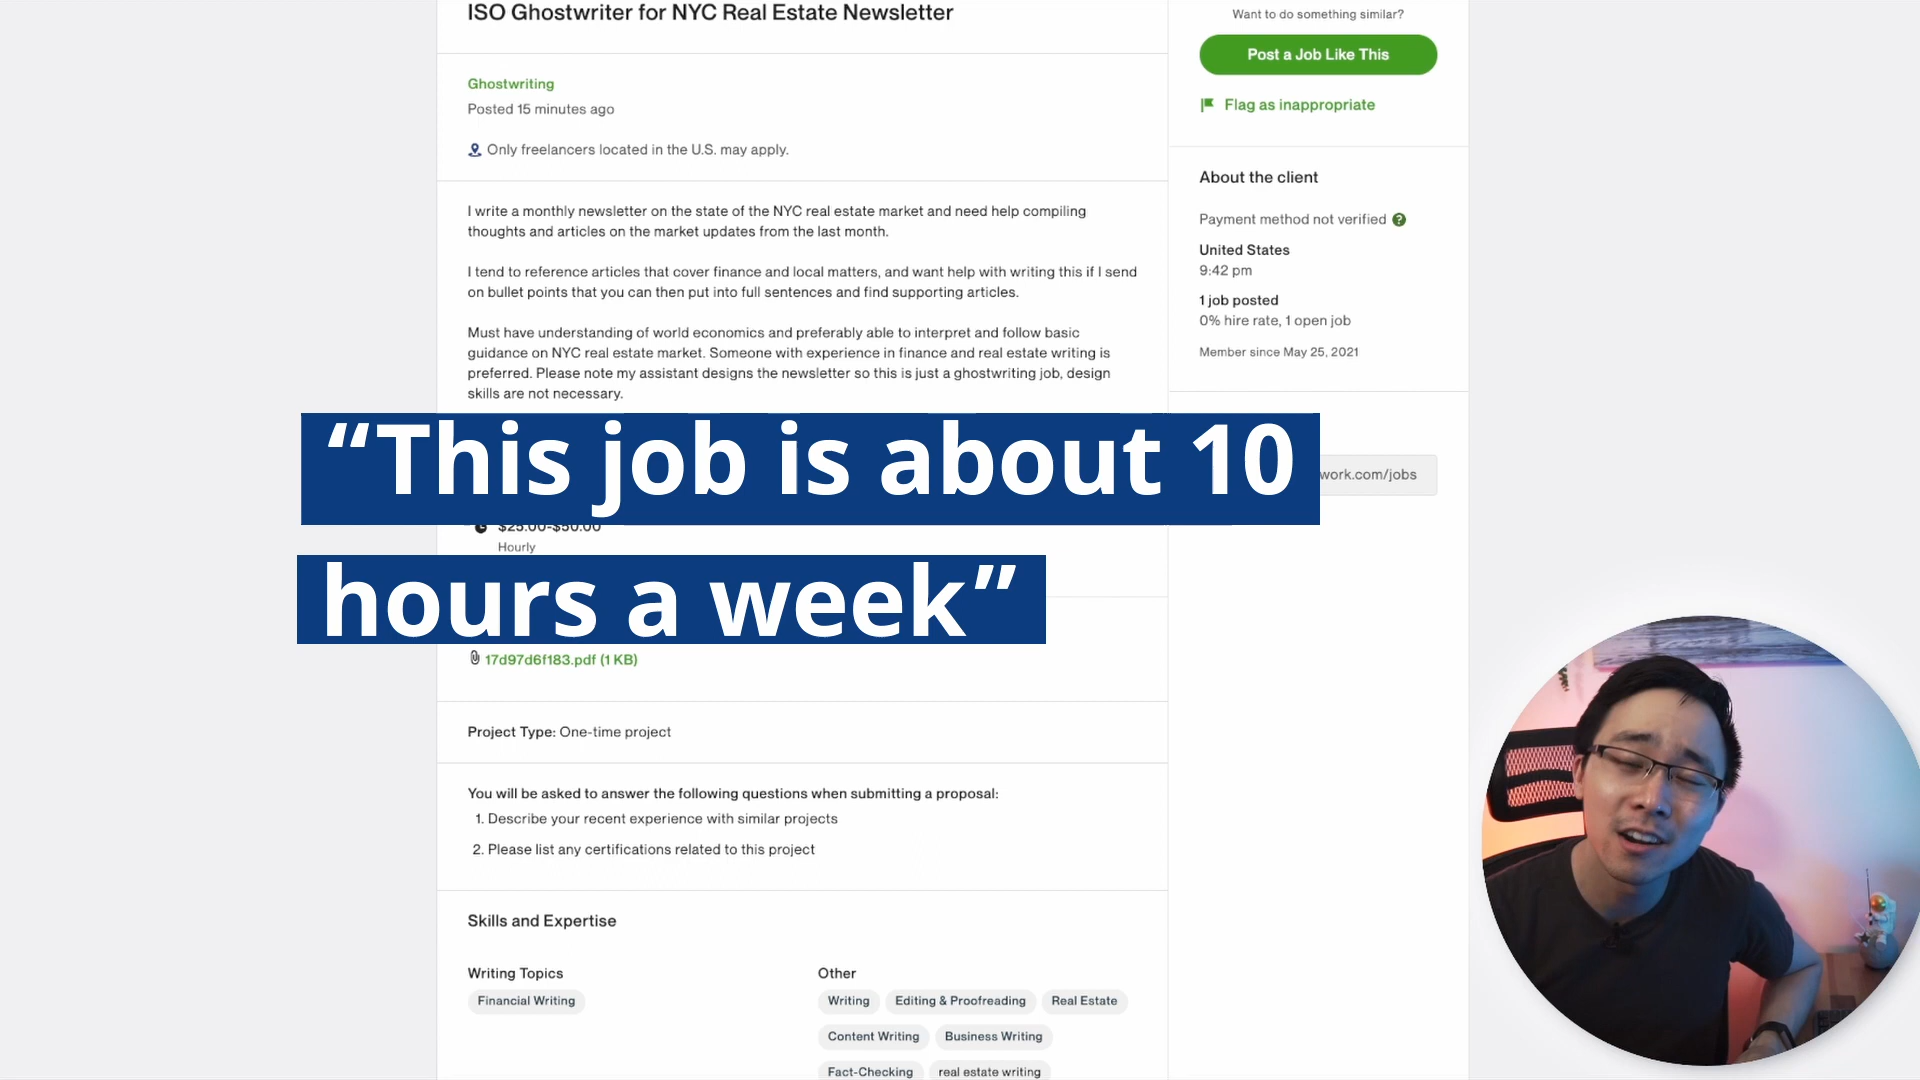 ISO Ghostwriter for NYC Real Estate Newsletter
Ghostwriting
Posted 15 minutes ago
Only freelancers located in the U.S. may apply.
I write a monthly newsletter on the state of the NYC real estate market and need help compiling
thoughts and articles on the market updates from the last month.
I tend to reference articles that cover finance and local matters, and want help with writing this if I send
on bullet points that you can then put into full sentences and find supporting articles.
Must have understanding of world economics and preferably able to interpret and follow basic
guidance on NYC real estate market. Someone with experience in finance and real estate writing is
preferred. Please note my assistant designs the newsletter so this is just a ghostwriting job, design
skills are not necessary.
“This job is about 10
hours a week”
$25.00-$50.00
Hourly
17d97d6f183.pdf (1 KB)
Project Type: One-time project
You will be asked to answer the following questions when submitting a proposal:
1. Describe your recent experience with similar projects
2. Please list any certifications related to this project
Skills and Expertise
Writing Topics
Financial Writing
Other
Writing
Editing & Proofreading
Real Estate
Content Writing
Business Writing
Fact-Checking
real estate writing
Want to do something similar?
Post a Job Like This
Flag as inappropriate
About the client
Payment method not verified ?
United States
9:42 pm
1 job posted
0% hire rate, 1 open job
Member since May 25, 2021
work.com/jobs